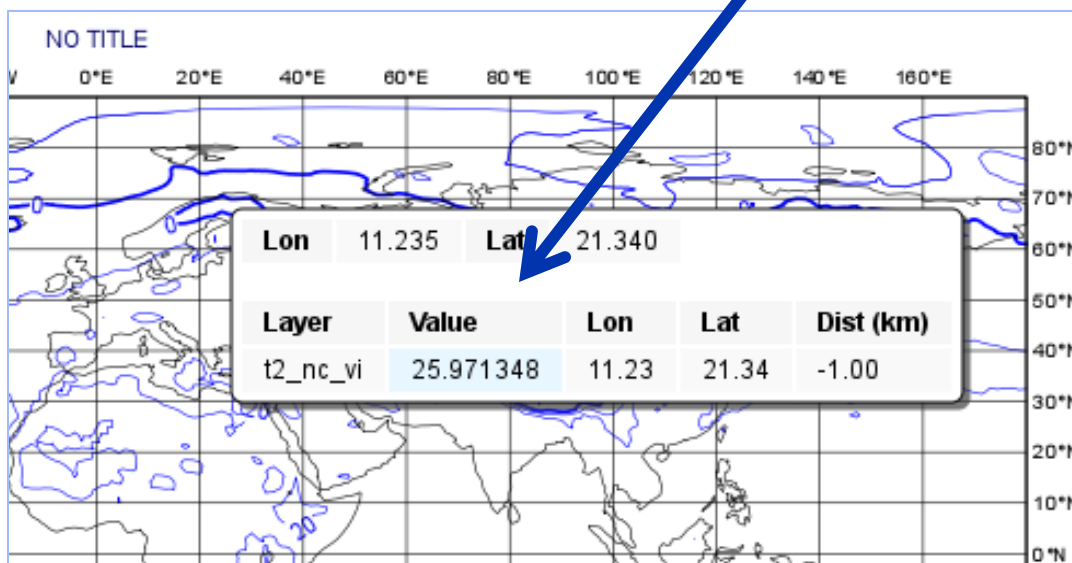 NO TITLE
0°E 20°E 40°E 60°E 80°E 100°E 120°E 140°E 160°E
80°N
70°N
0
0
60°N
Lon 11.235 Lat 21.340
50°N
Layer Value Lon Lat Dist (km)
40°N
t2_nc_vi 25.971348 11.23 21.34 -1.00
30°N
20°N
10°N
20
0°N